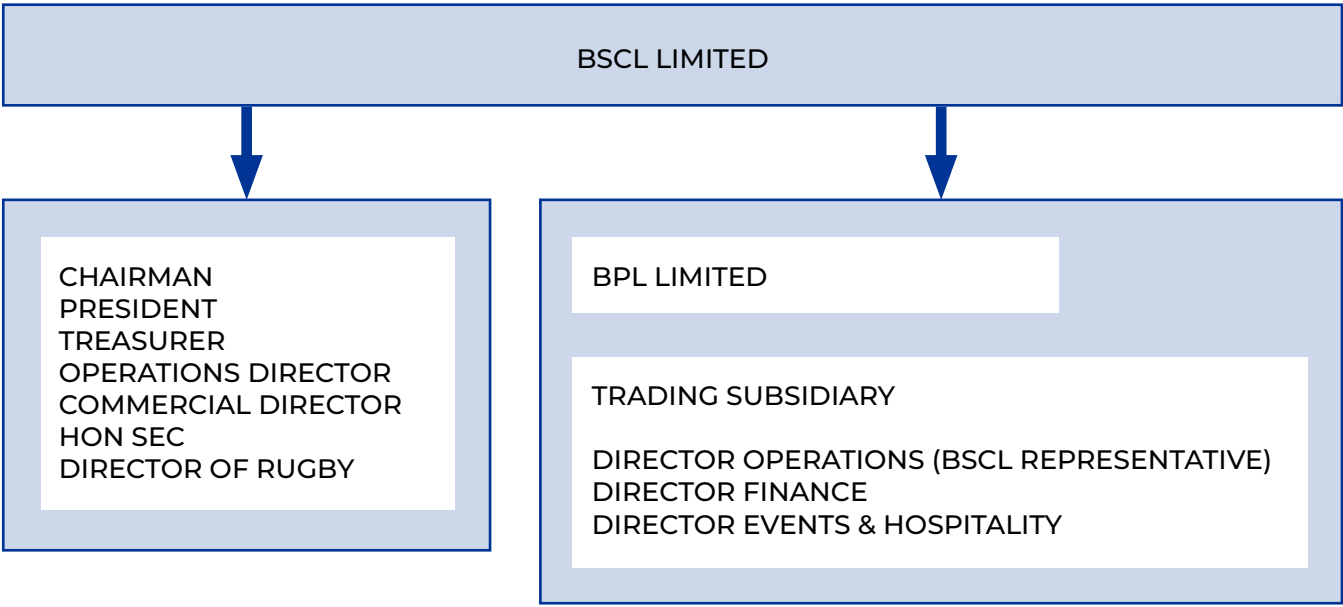 BSCL LIMITED
CHAIRMAN
PRESIDENT
TREASURER
OPERATIONS DIRECTOR
COMMERCIAL DIRECTOR
HON SEC
DIRECTOR OF RUGBY
BPL LIMITED
TRADING SUBSIDIARY
DIRECTOR OPERATIONS (BSCL REPRESENTATIVE)
DIRECTOR FINANCE
DIRECTOR EVENTS & HOSPITALITY